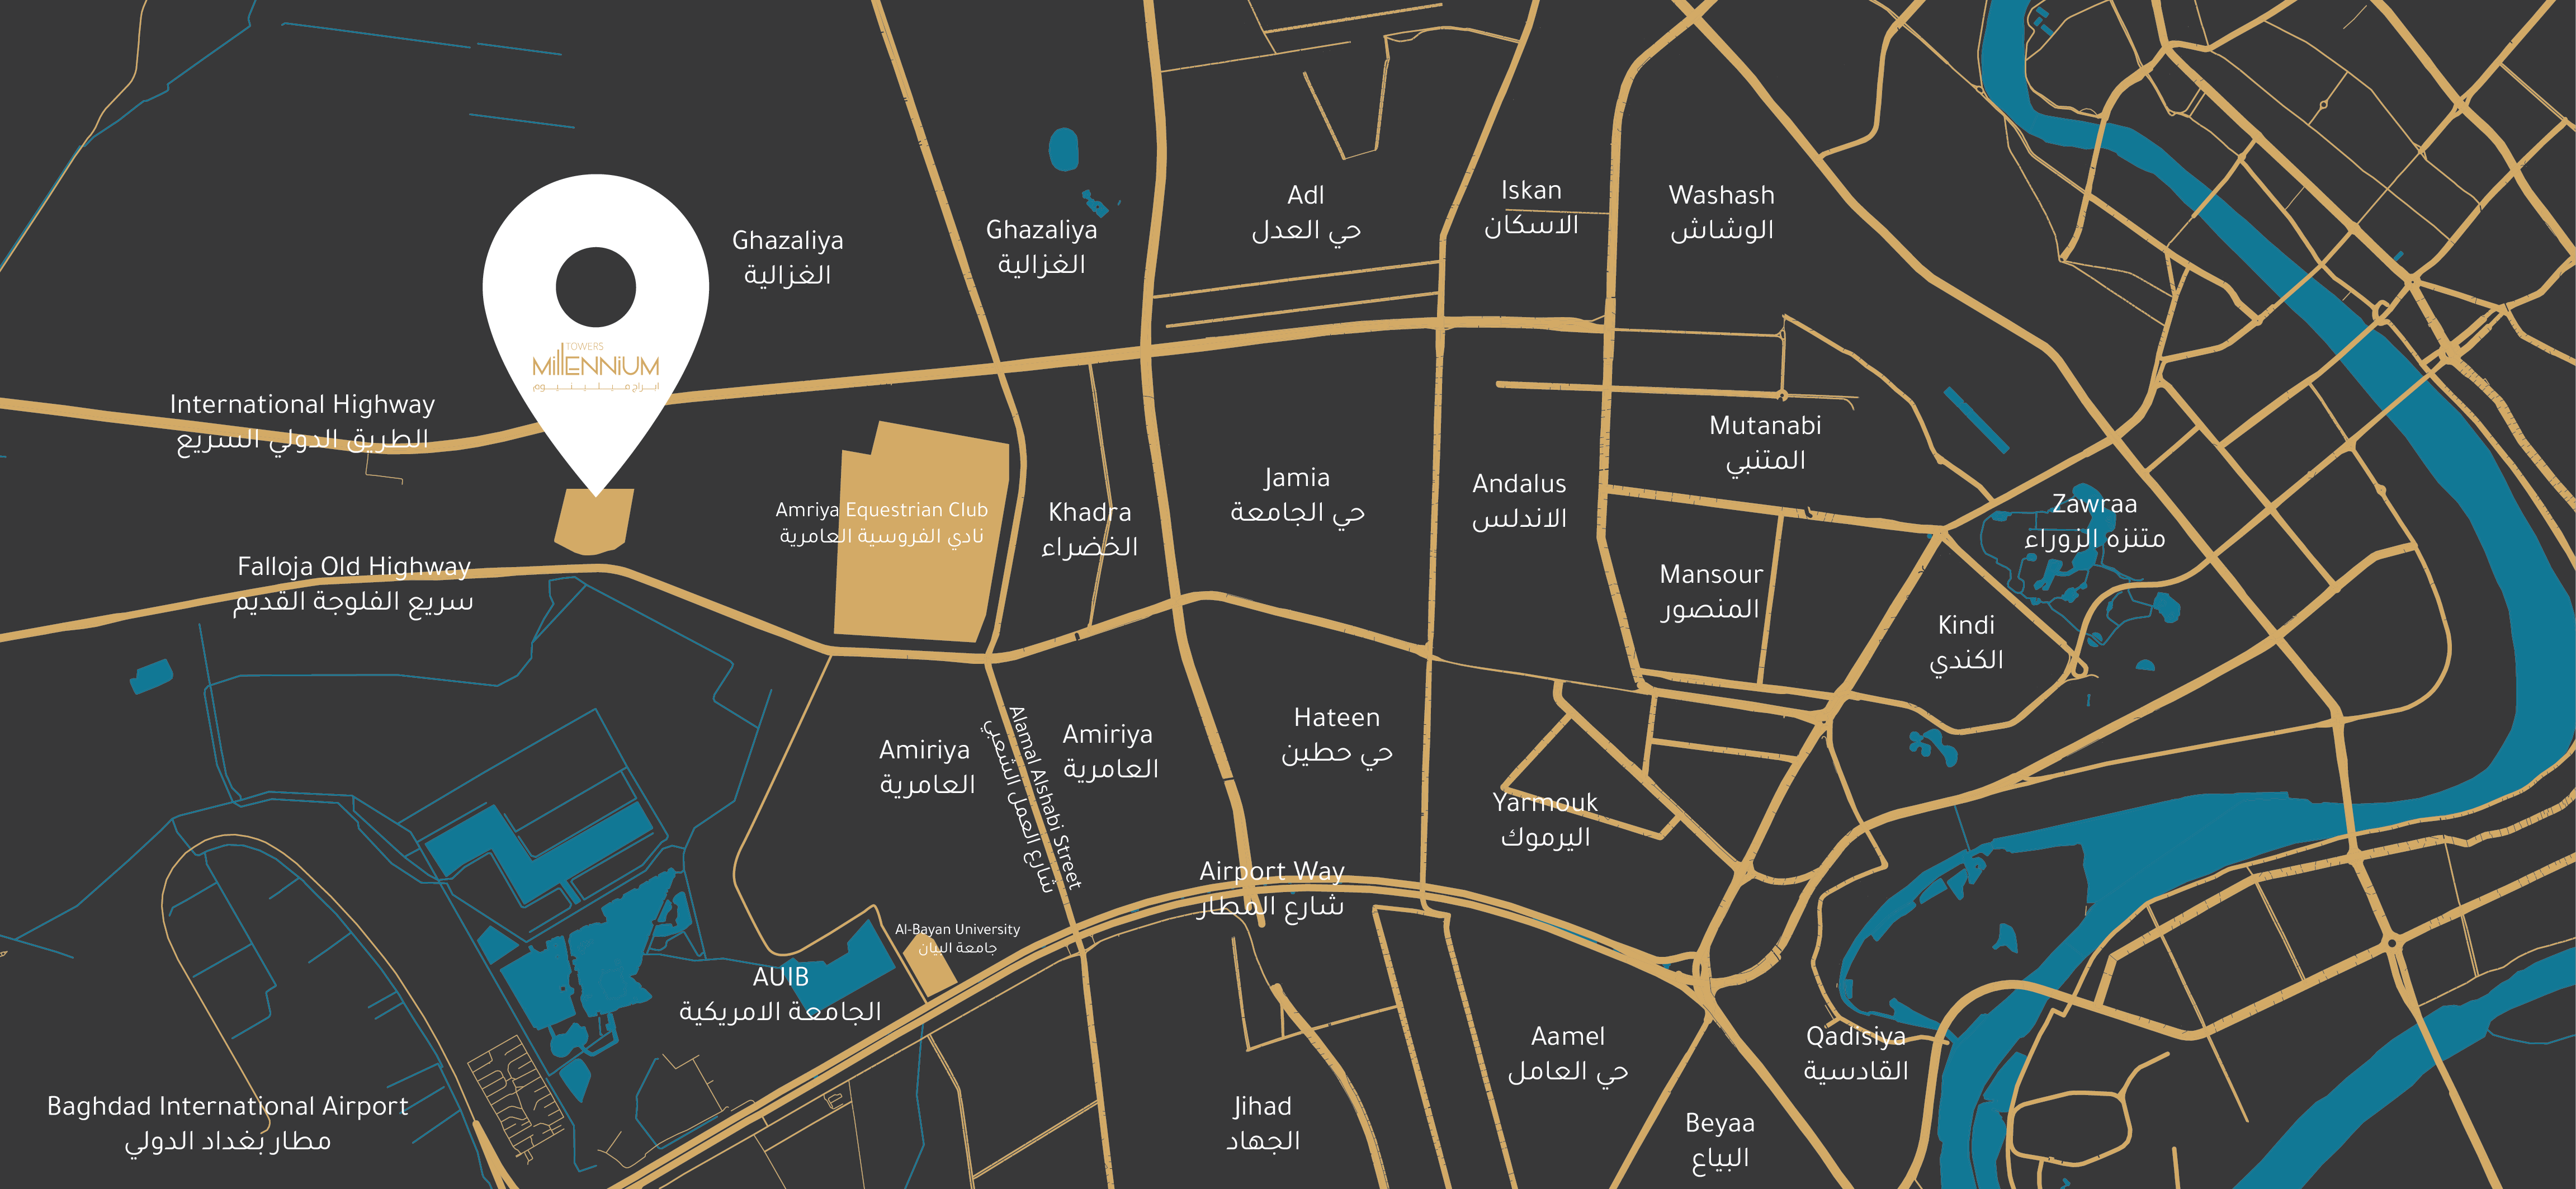 Adl
حي العدل
Iskan
الاسكان
Washash
الوشاش
Ghazaliya
الغزالية
Ghazaliya
الغزالية
TOWERS
MillENNiUM
ابراج ميلينيوم
International Highway
الطريق الدولي السريع
Mutanabi
المتنبي
Jamia
حي الجامعة
Andalus
الاندلس
Amriya Equestrian Club
نادي الفروسية العامرية
Khadra
الخضراء
Zawraa
متنزه الزوراء
Falloja Old Highway
سريع الفلوجة القديم
Mansour
المنصور
Kindi
الكندي
Hateen
حي حطين
Amiriya
العامرية
Alamal Alshabi Street
شارع العمل الشعبي
Amiriya
العامرية
Yarmouk
اليرموك
Airport Way
شارع المطار
Al-Bayan University
جامعة البيان
AUIB
الجامعة الامريكية
Aamel
حي العامل
Qadisiya
القادسية
Baghdad International Airport
مطار بغداد الدولي
Jihad
الجهاد
Beyaa
البياع